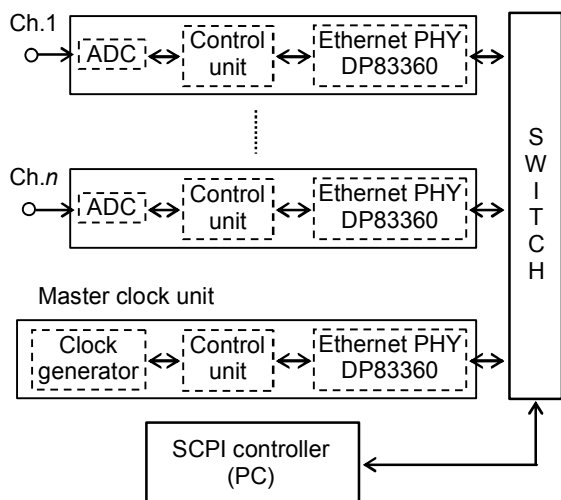 Ch.1
ADC
Control
unit
Ethernet PHY
DP83360
Ch.n
ADC
Control
unit
Ethernet PHY
DP83360
Master clock unit
Clock
generator
Control
unit
Ethernet PHY
DP83360
S
W
I
T
C
H
SCPI controller
(PC)